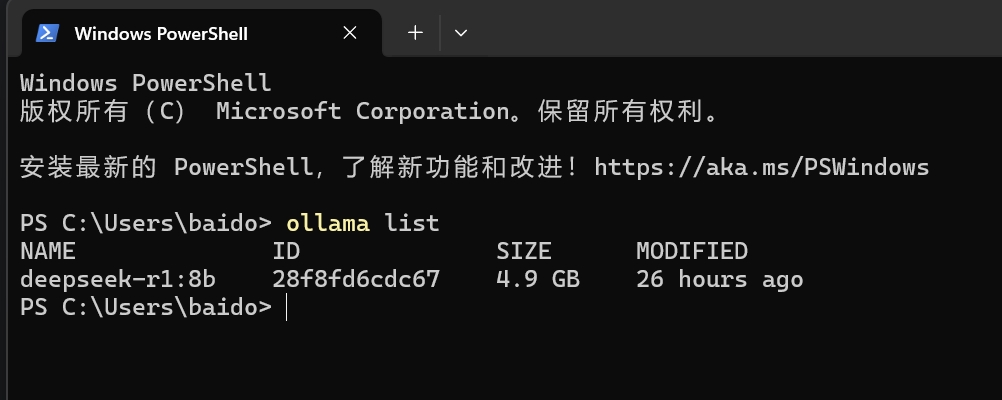 Windows PowerShell
Windows PowerShell
版权所有（C） Microsoft Corporation。保留所有权利。
安装最新的 PowerShell，了解新功能和改进！https://aka.ms/PSWindows
PS C:\Users\baido> ollama list
NAME ID SIZE MODIFIED
deepseek-r1:8b 28f8fd6cdc67 4.9 GB 26 hours ago
PS C:\Users\baido>